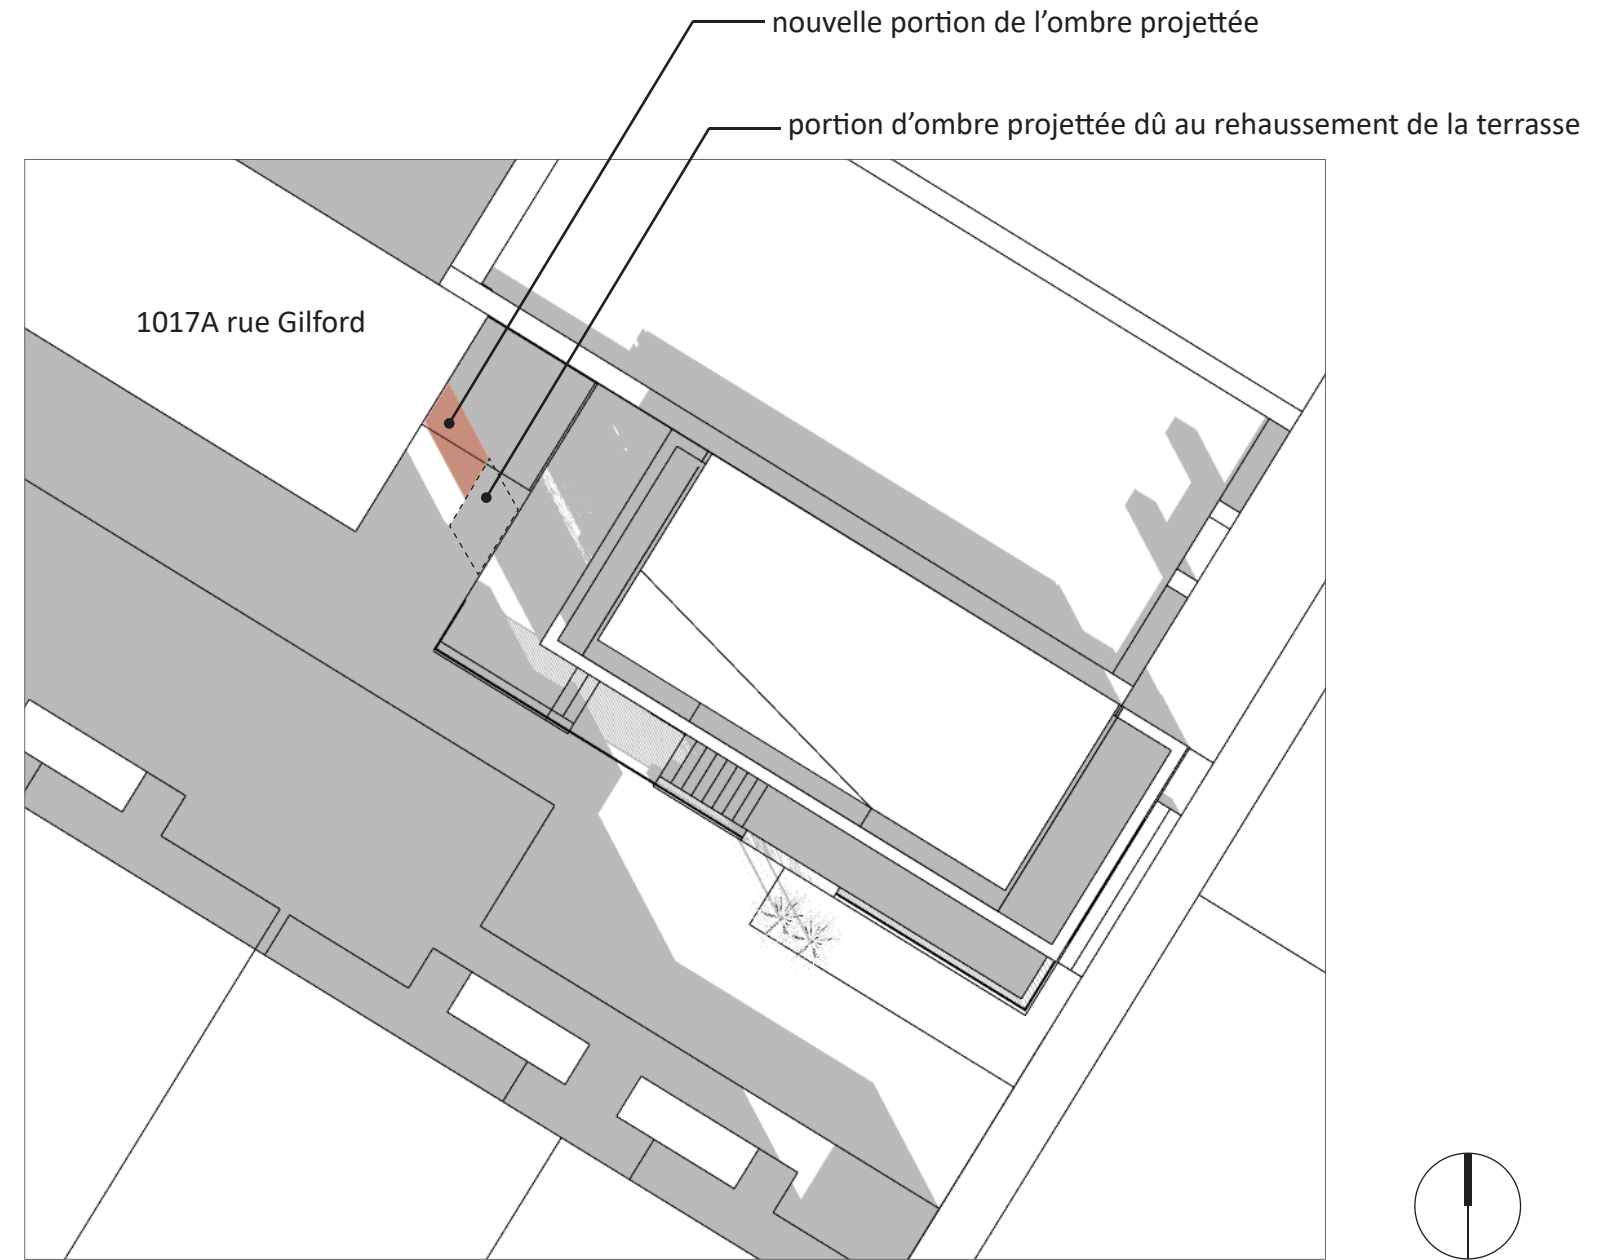 nouvelle portion de l’ombre projettée
portion d’ombre projettée dû au rehaussement de la terrasse
1017A rue Gilford